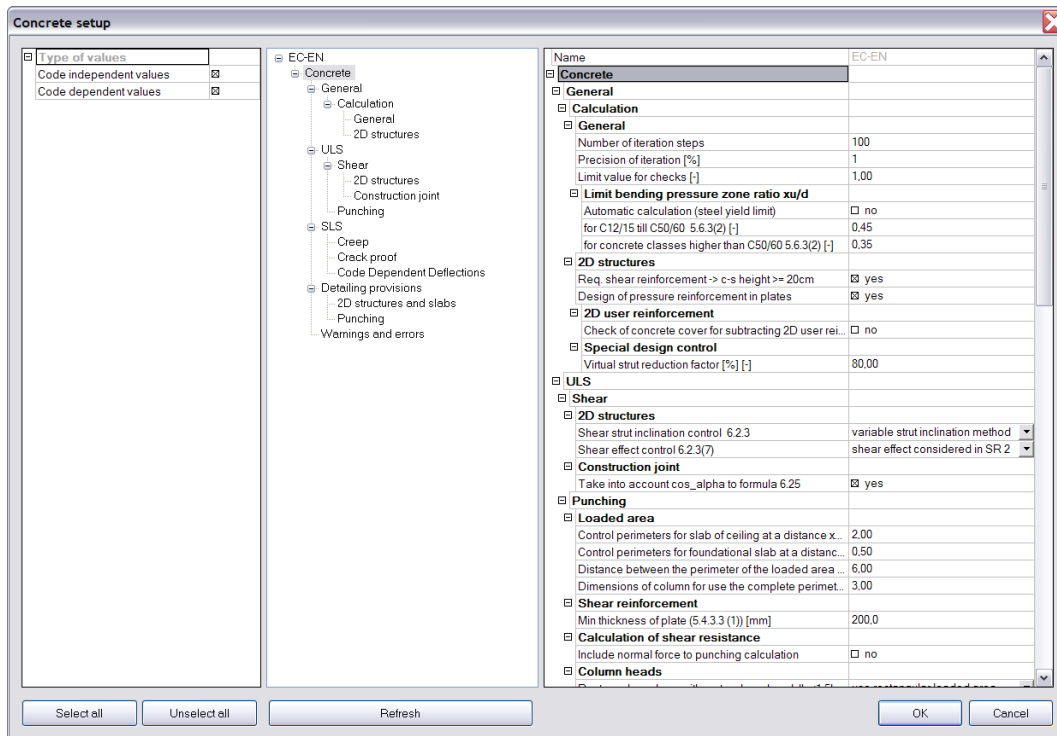 Concrete setup
Type of values
Code independent values
Code dependent values
EC-EN
Concrete
General
Calculation
General
2D structures
ULS
Shear
2D structures
Construction joint
Punching
SLS
Creep
Crack proof
Code Dependent Deflections
Detailing provisions
2D structures and slabs
Punching
Warnings and errors
Name EC-EN
Concrete
General
Calculation
General
Number of iteration steps 100
Precision of iteration [%] 1
Limit value for checks [-] 1,00
Limit bending pressure zone ratio xu/d
Automatic calculation (steel yield limit) no
for C12/15 till C50/60 5.6.3(2) [-] 0,45
for concrete classes higher than C50/60 5.6.3(2) [-] 0,35
2D structures
Req. shear reinforcement -> c-s height >= 20cm yes
Design of pressure reinforcement in plates yes
2D user reinforcement
Check of concrete cover for subtracting 2D user rei... no
Special design control
Virtual strut reduction factor [%] [-] 80,00
ULS
Shear
2D structures
Shear strut inclination control 6.2.3 variable strut inclination method
Shear effect control 6.2.3(7) shear effect considered in SR 2
Construction joint
Take into account cos_alpha to formula 6.25 yes
Punching
Loaded area
Control perimeters for slab of ceiling at a distance x... 2,00
Control perimeters for foundational slab at a distanc... 0,50
Distance between the perimeter of the loaded area ... 6,00
Dimensions of column for use the complete perimet... 3,00
Shear reinforcement
Min thickness of plate (5.4.3.3 (1)) [mm] 200,0
Calculation of shear resistance
Include normal force to punching calculation no
Column heads
Select all
Unselect all
Refresh
OK
Cancel